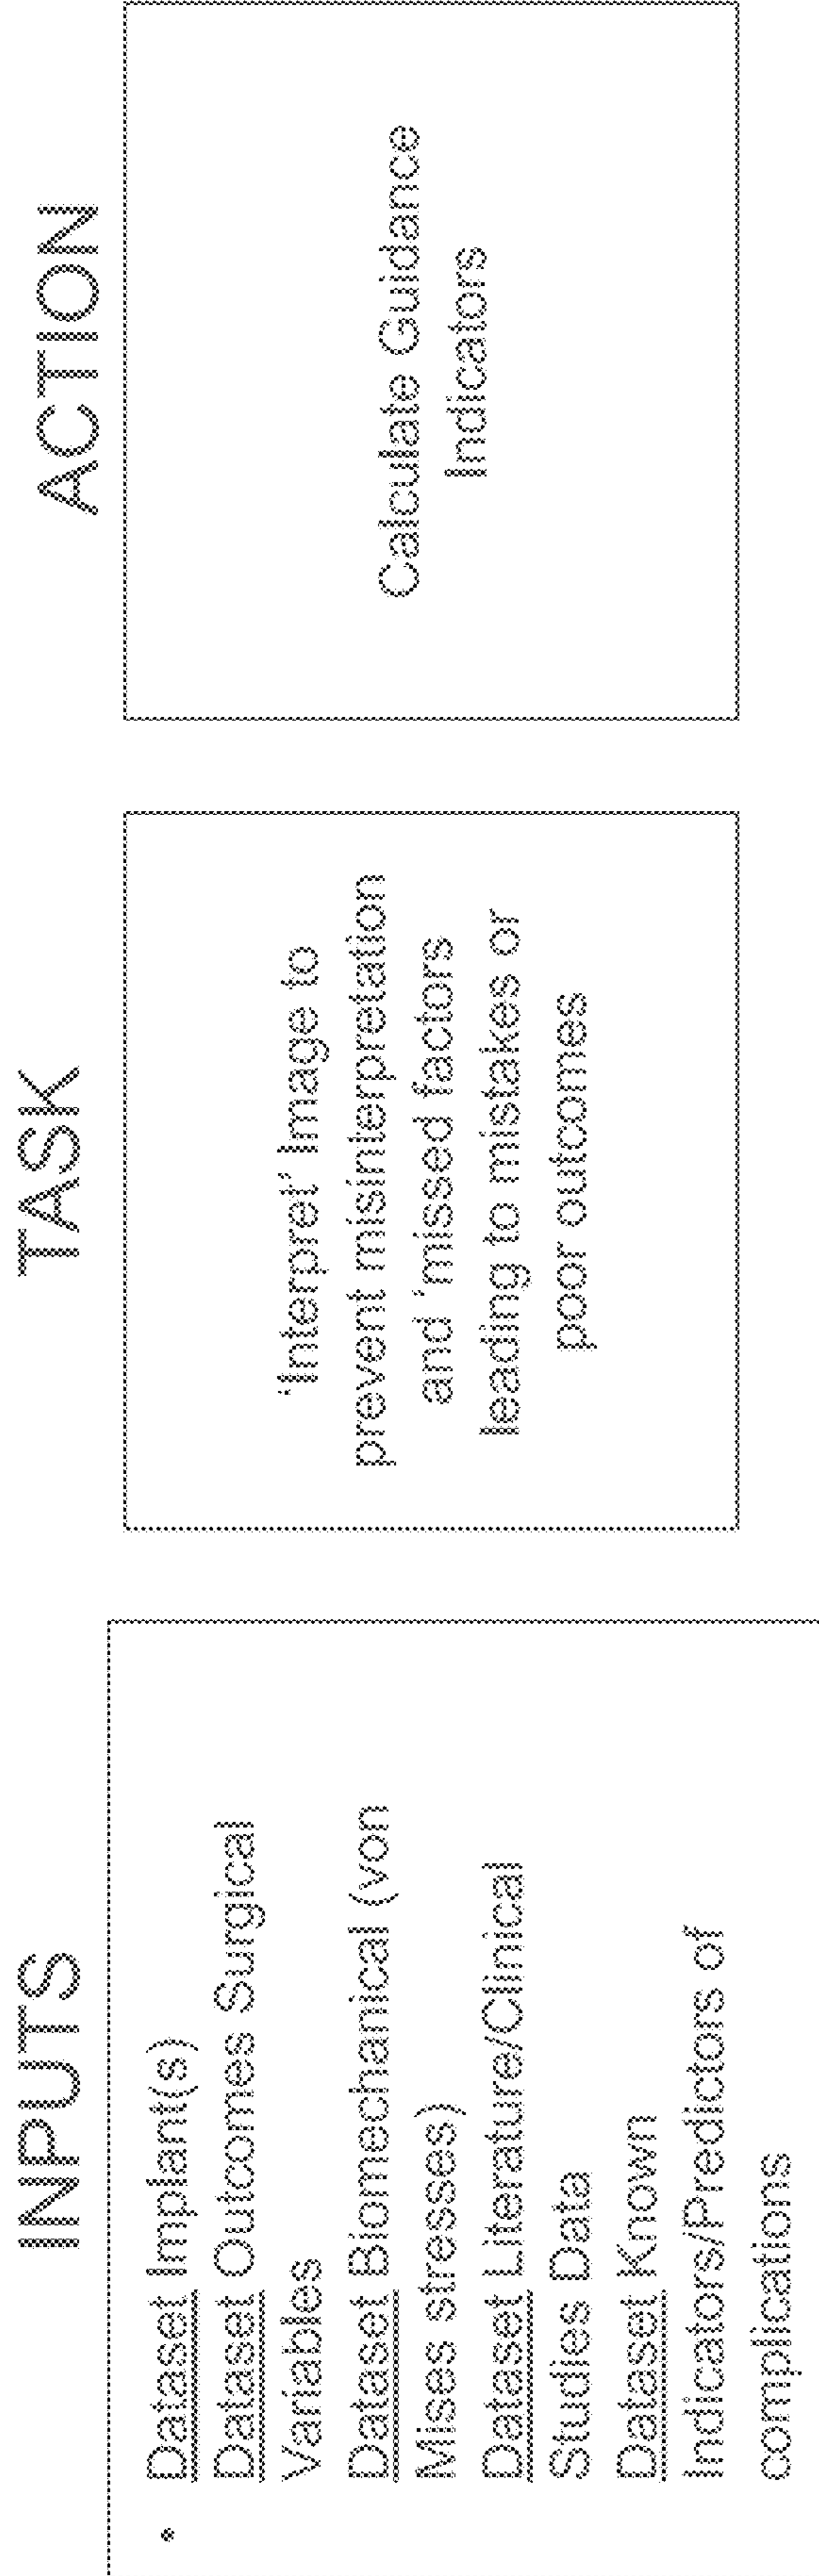 INPUTS
• Dataset Implant(s)
Dataset Outcomes Surgical
Variables
Dataset Biomechanical (von
Mises stresses)
Dataset Literature/Clinical
Studies Data
Dataset Known
Indicators/Predictors of
complications
TASK
'Interpret' Image to
prevent misinterpretation
and 'missed factors
leading to mistakes or
poor outcomes
ACTION
Calculate Guidance
Indicators